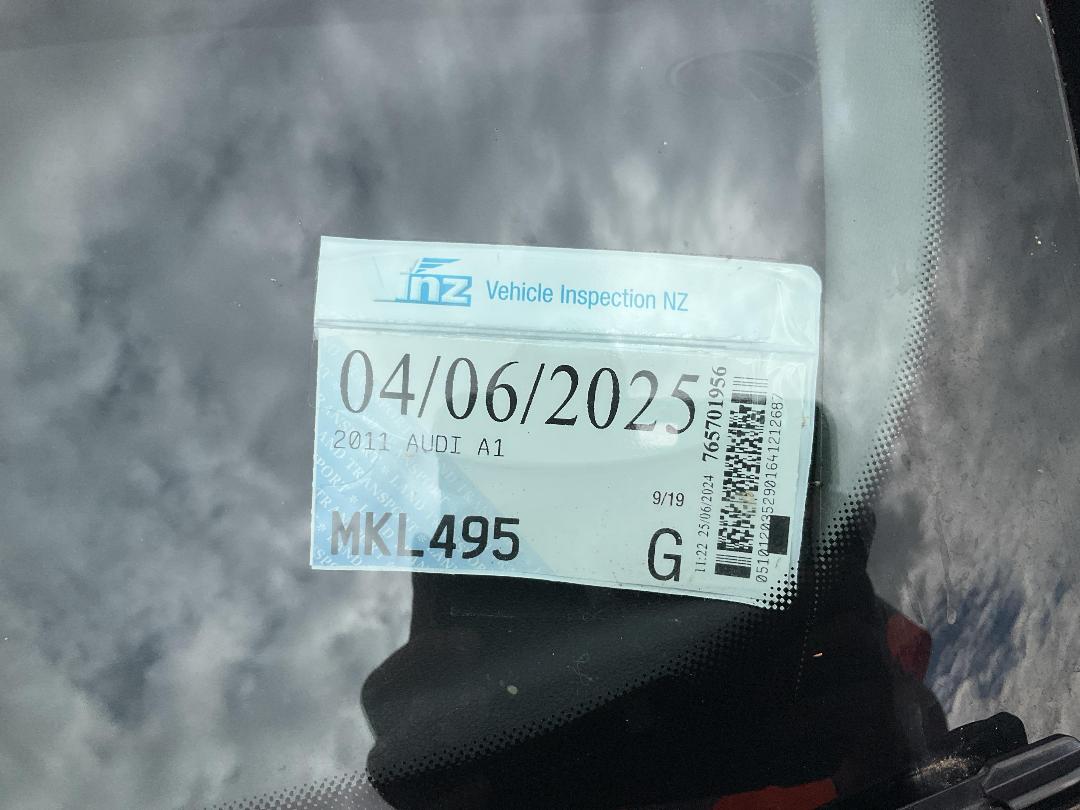 nz Vehicle Inspection NZ
04/06/2025
2011 AUDI A1
9/19
MKL495
G
11:22 25/06/2024 765701956